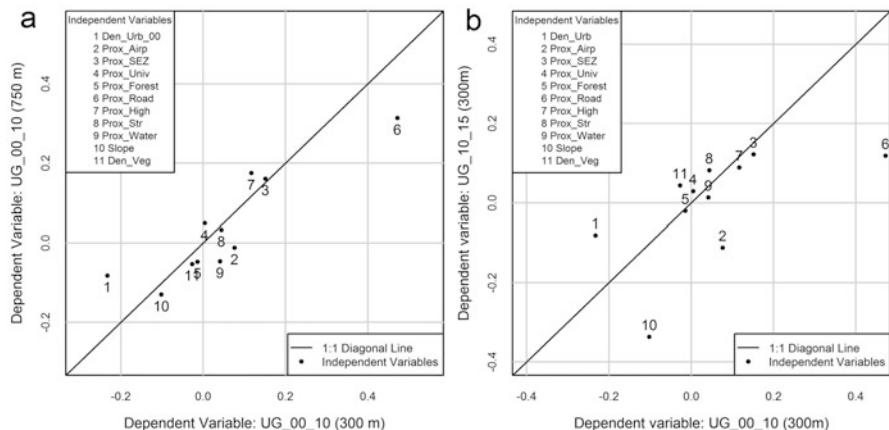 a
Independent Variables
1 Den_Urb_00
2 Prox_Airp
3 Prox_SEZ
4 Prox_Univ
5 Prox_Forest
6 Prox_Road
7 Prox_High
8 Prox_Str
9 Prox_Water
10 Slope
11 Den_Veg
Dependent Variable: UG_00_10 (750 m)
0.4
0.2
0.0
-0.2
6
7
3
4
8
2
11
5
9
1
10
1:1 Diagonal Line
Independent Variables
-0.2
0.0
0.2
0.4
Dependent Variable: UG_00_10 (300 m)
b
Independent Variables
1 Den_Urb
2 Prox_Airp
3 Prox_SEZ
4 Prox_Univ
5 Prox_Forest
6 Prox_Road
7 Prox_High
8 Prox_Str
9 Prox_Water
10 Slope
11 Den_Veg
Dependent Variable: UG_10_15 (300m)
0.4
0.2
0.0
-0.2
-0.4
3
6
8
7
11
4
9
5
1
2
10
1:1 Diagonal Line
Independent Variables
-0.4
-0.2
0.0
0.2
0.4
Dependent variable: UG_00_10 (300m)